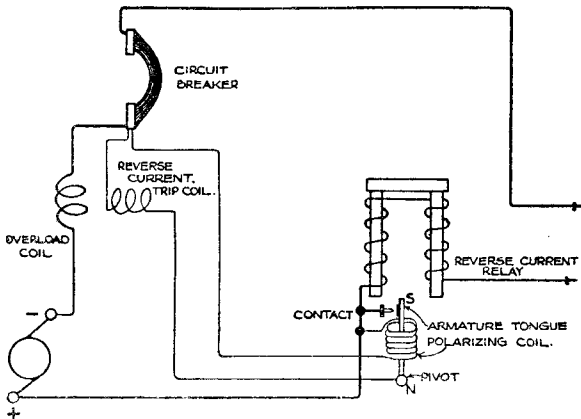 CIRCUIT
BREAKER
REVERSE
CURRENT.
TRIP COIL.
OVERLOAD
COIL
-
+
+
-
REVERSE CURRENT
RELAY
CONTACT
S
ARMATURE TONGUE
POLARIZING COIL.
PIVOT
N